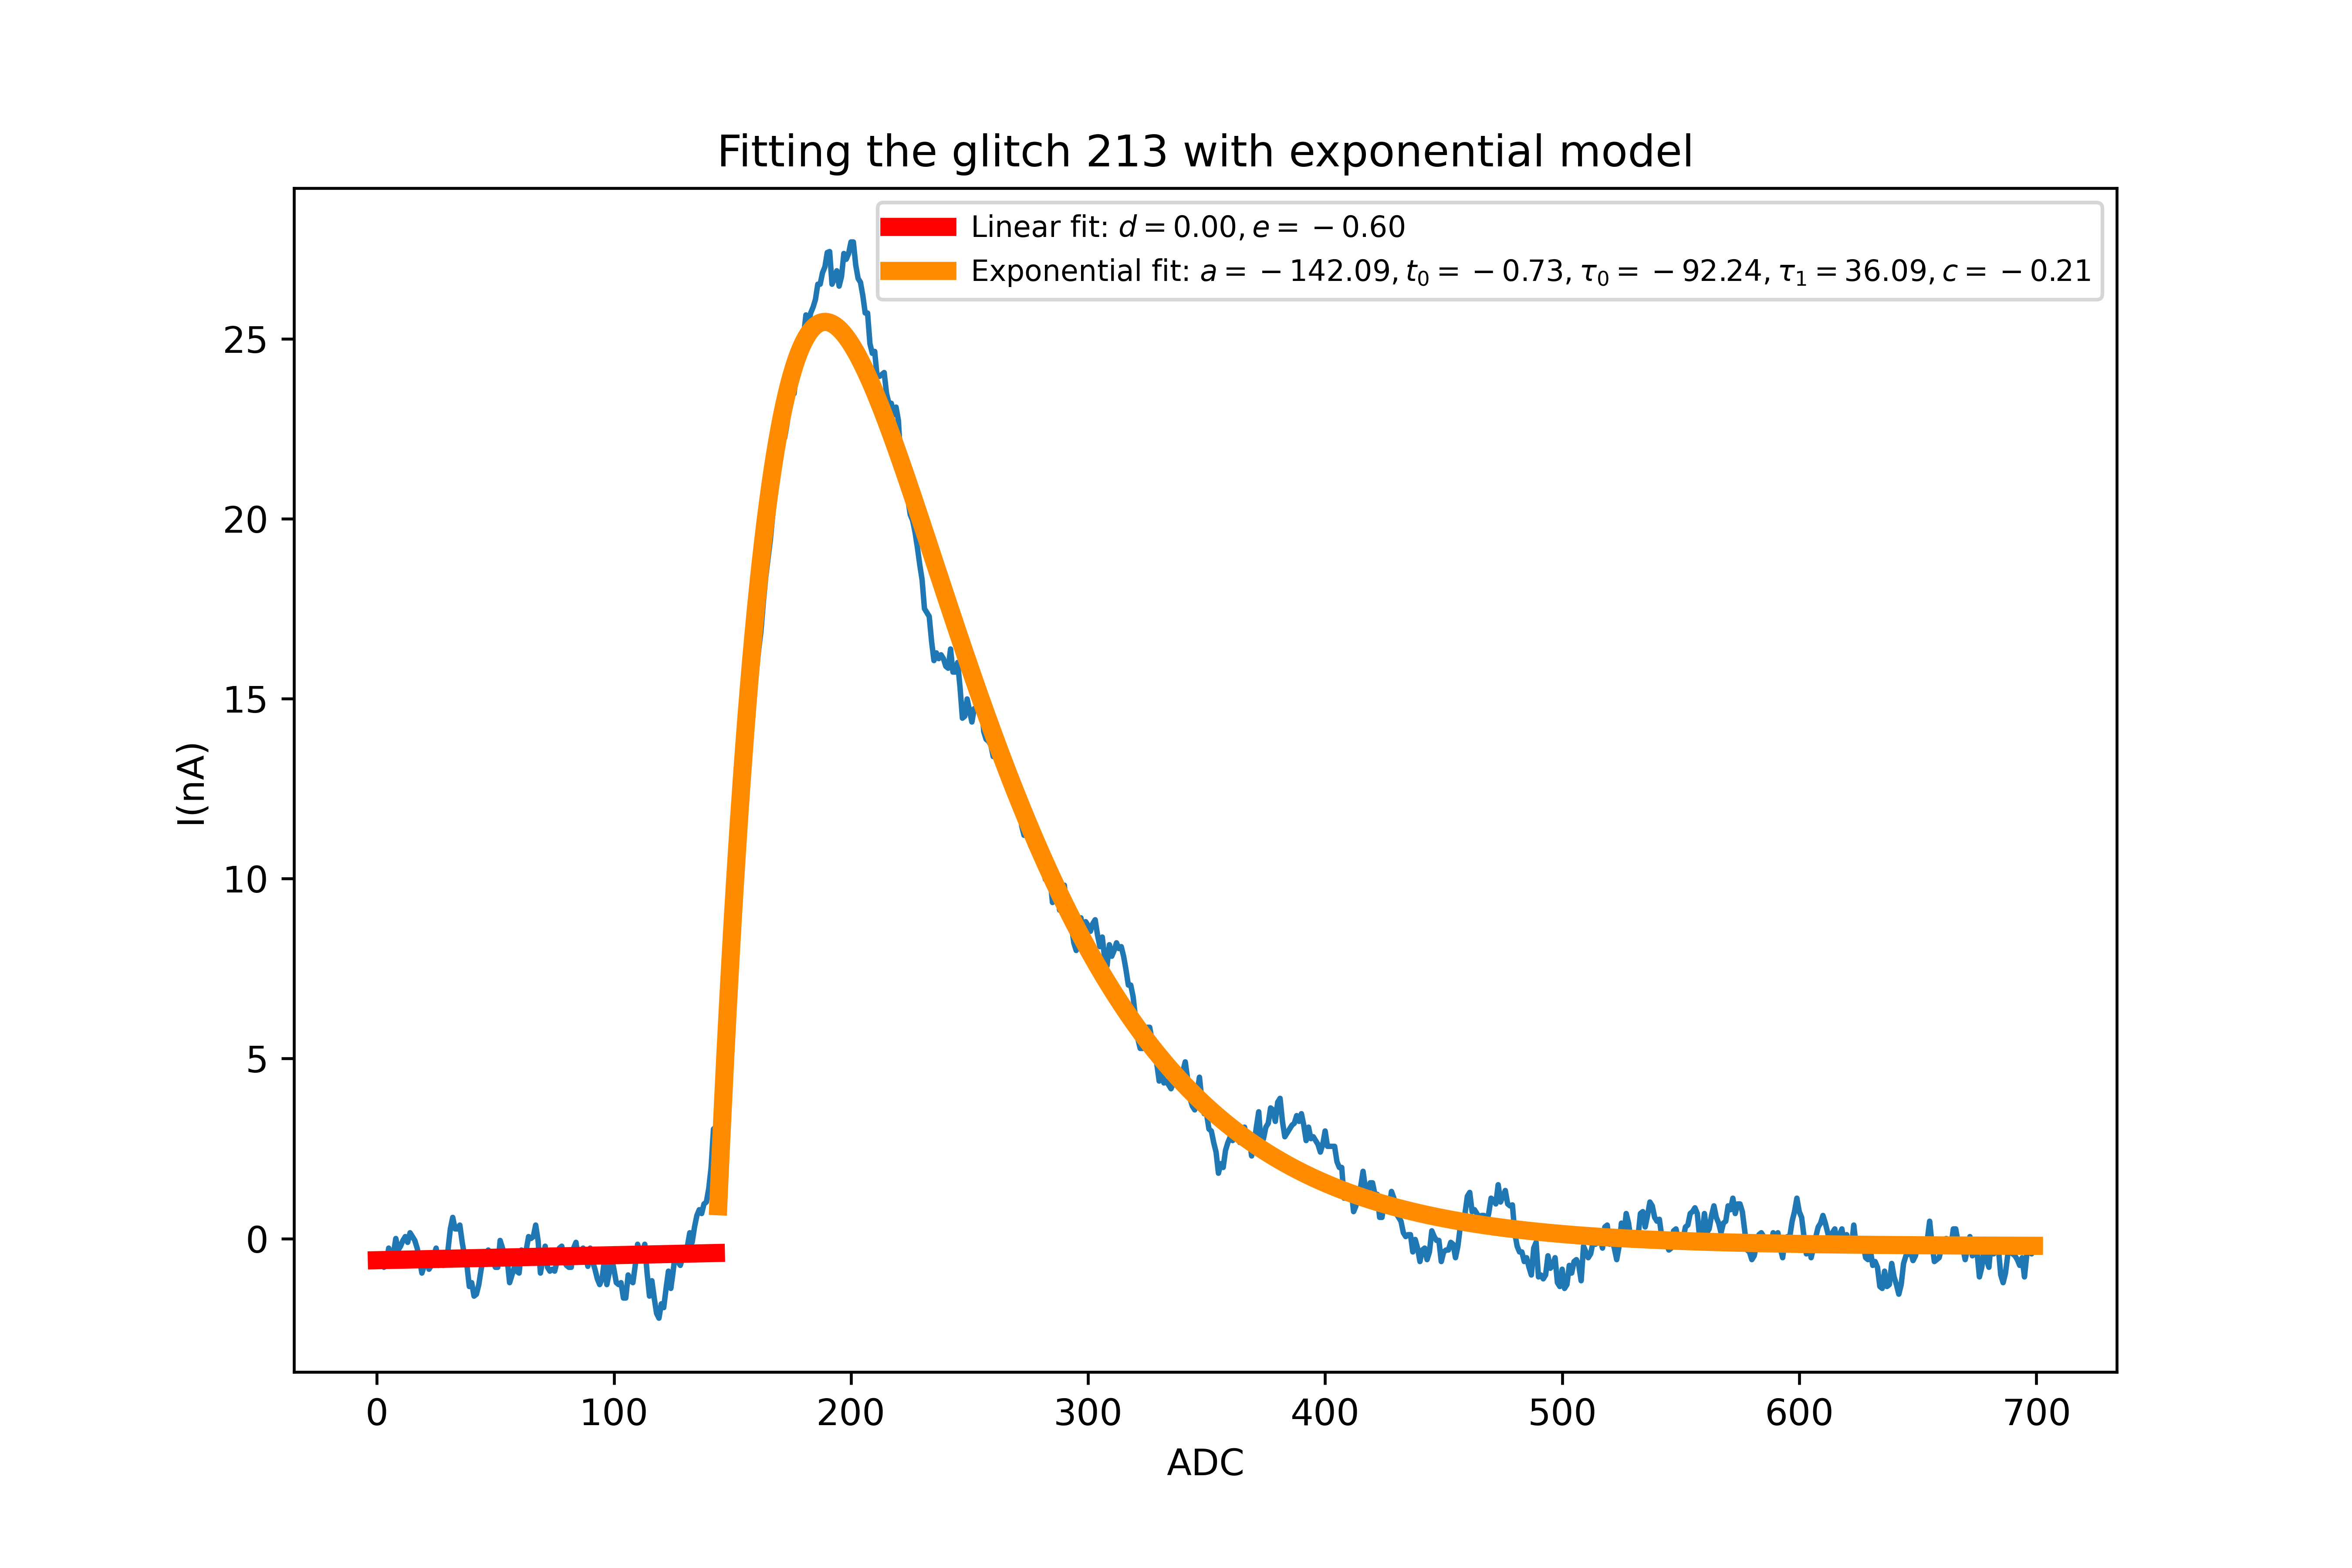 Fitting the glitch 213 with exponential model
Linear fit: d = 0.00, e = −0.60
Exponential fit: a = −142.09, t₀ = −0.73, τ₀ = −92.24, τ₁ = 36.09, c = −0.21
25
20
15
10
5
0
I(nA)
0 100 200 300 400 500 600 700
ADC